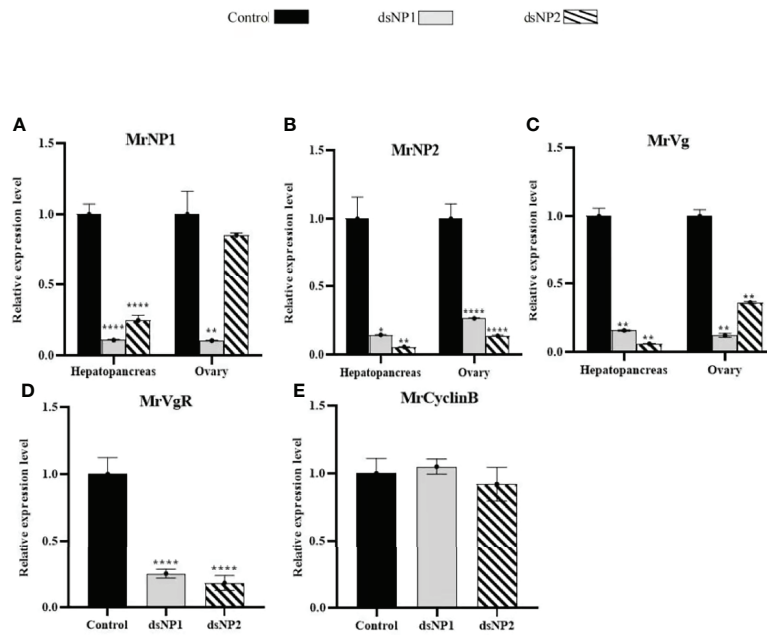 Control dsNP1 dsNP2
A
MrNP1
Relative expression level
1.5
1.0
0.5
0.0
**** **** **
Hepatopancreas Ovary
B
MrNP2
Relative expression level
1.5
1.0
0.5
0.0
* ** **** ****
Hepatopancreas Ovary
C
MrVg
Relative expression level
1.5
1.0
0.5
0.0
** ** ** **
Hepatopancreas Ovary
D
MrVgR
Relative expression level
1.5
1.0
0.5
0.0
**** ****
Control dsNP1 dsNP2
E
MrCyclinB
Relative expression level
1.5
1.0
0.5
0.0
Control dsNP1 dsNP2